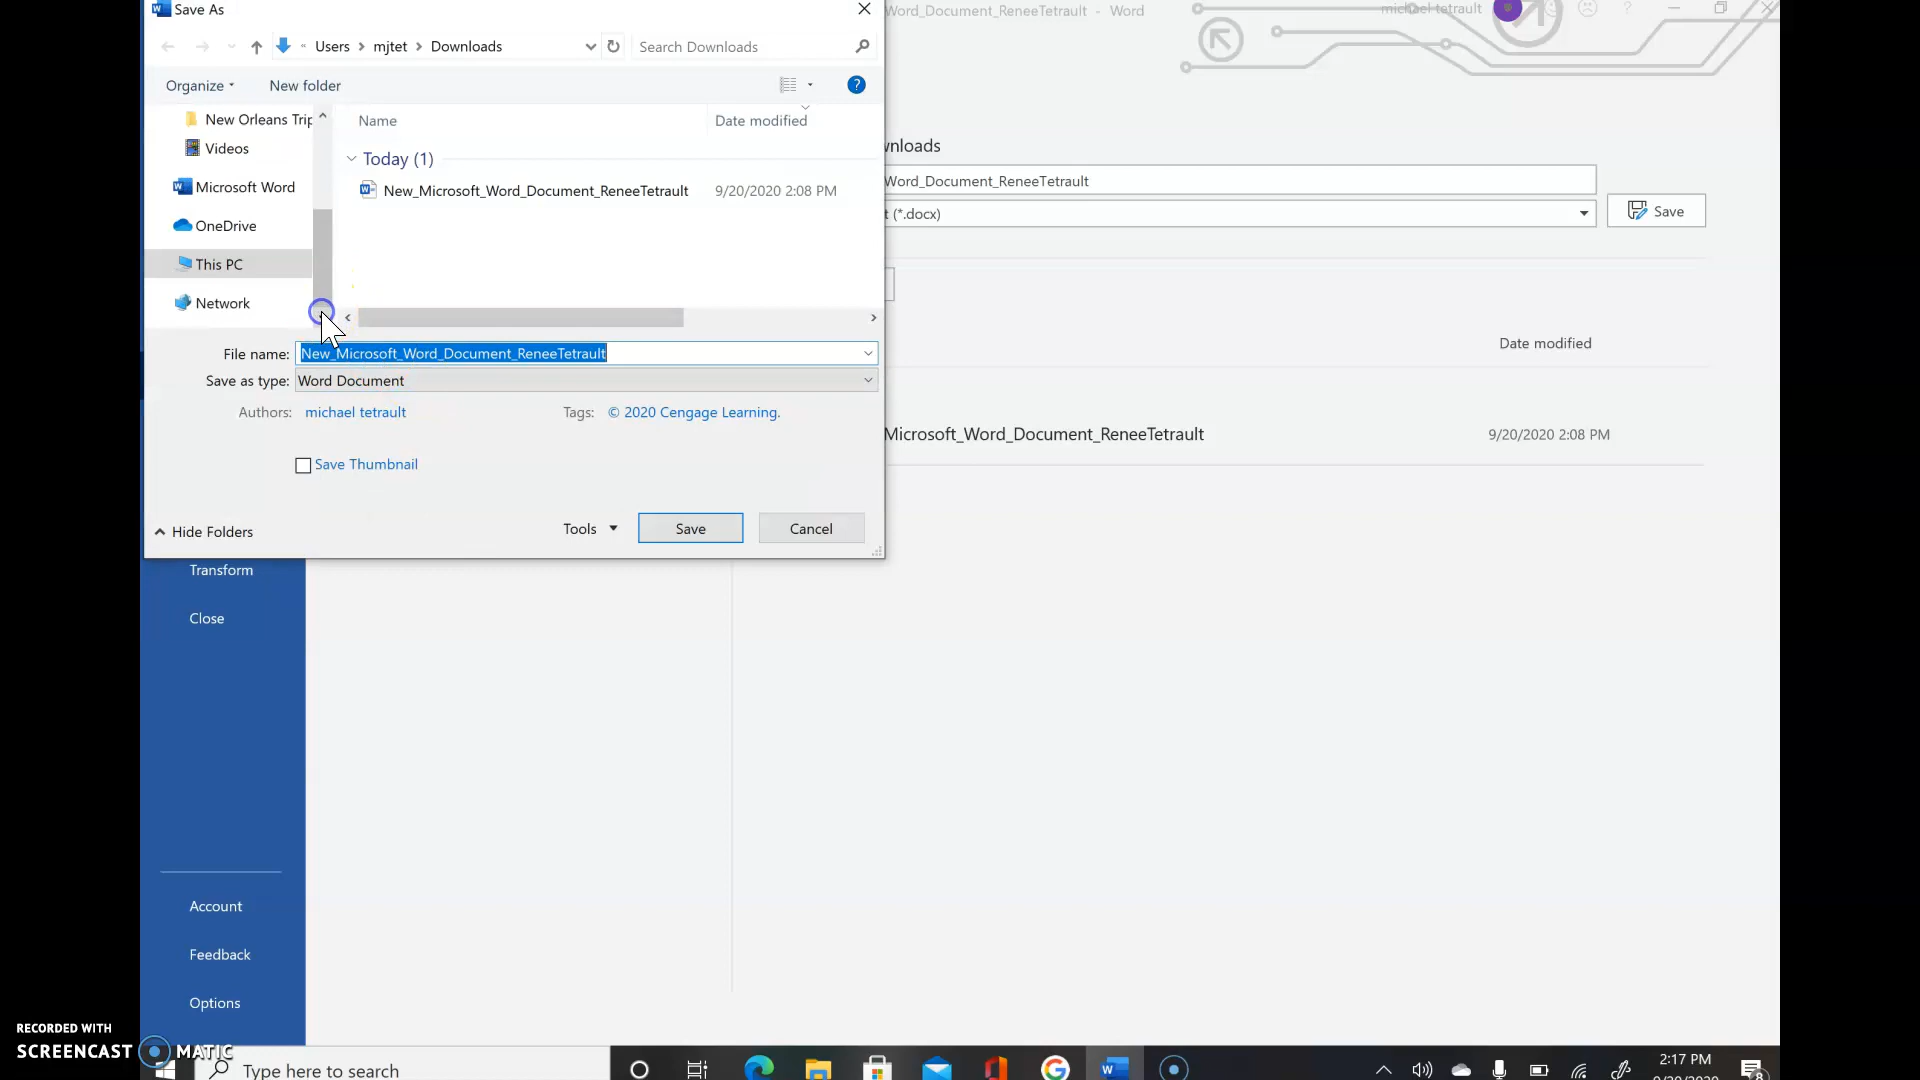 Save As
Word_Document_ReneeTetrault - Word
michael tetrault
Users > mjtet > Downloads
Search Downloads
Organize
New folder
New Orleans Trip
Videos
Microsoft Word
OneDrive
This PC
Network
Name
Date modified
Today (1)
New_Microsoft_Word_Document_ReneeTetrault
9/20/2020 2:08 PM
File name:
New_Microsoft_Word_Document_ReneeTetrault
Save as type:
Word Document
Authors:
michael tetrault
Tags:
© 2020 Cengage Learning.
Save Thumbnail
Hide Folders
Tools
Save
Cancel
wnloads
Word_Document_ReneeTetrault
t (*.docx)
Save
Date modified
Microsoft_Word_Document_ReneeTetrault
9/20/2020 2:08 PM
Transform
Close
Account
Feedback
Options
RECORDED WITH
SCREENCAST MATIC
Type here to search
2:17 PM
9/20/2020
8